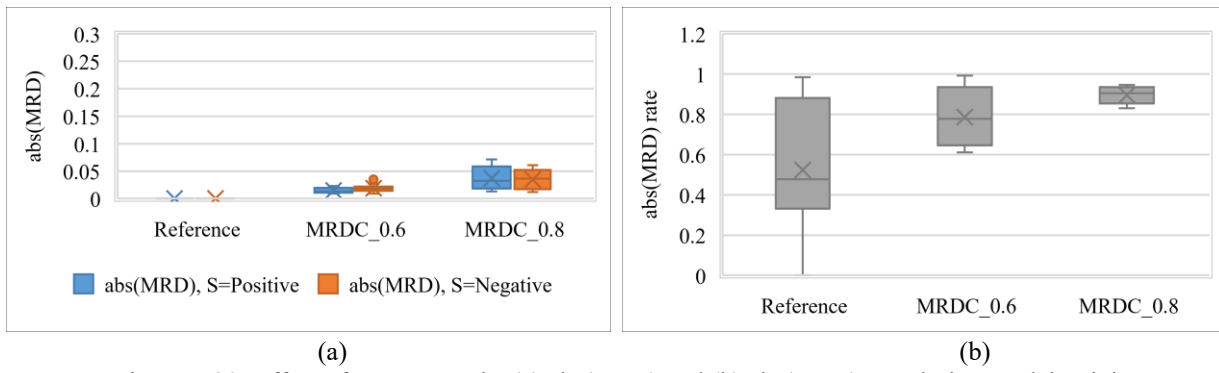 0.3
0.25
0.2
0.15
0.1
0.05
0
abs(MRD)
Reference MRDC_0.6 MRDC_0.8
abs(MRD), S=Positive abs(MRD), S=Negative
(a)
1.2
1
0.8
0.6
0.4
0.2
0
abs(MRD) rate
Reference MRDC_0.6 MRDC_0.8
(b)